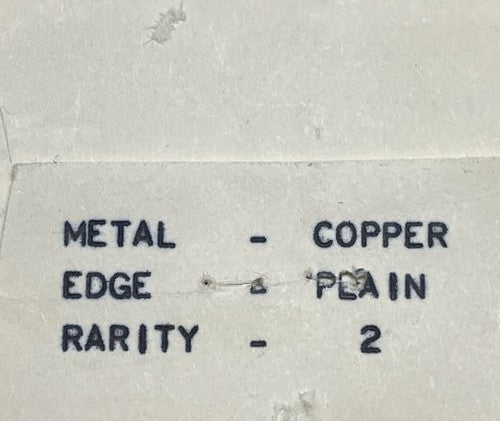 METAL - COPPER
EDGE - PLAIN
RARITY - 2